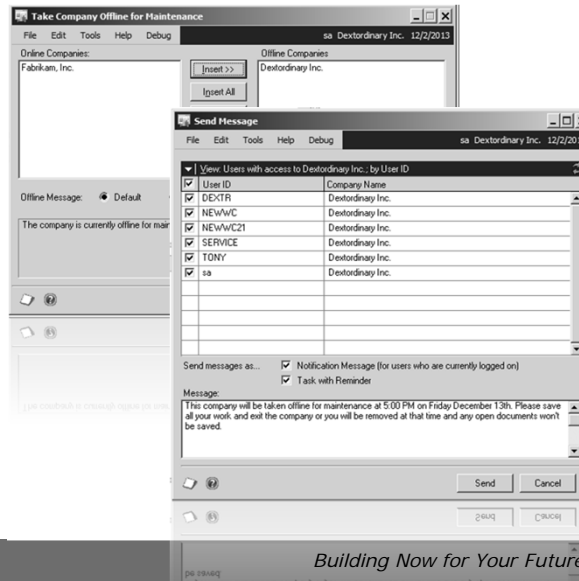 Take Company Offline for Maintenance
File Edit Tools Help Debug sa Dextordinary Inc. 12/2/2013
Online Companies: Offline Companies
Fabrikam, Inc. Insert >> Dextordinary Inc.
Insert All
Send Message
File Edit Tools Help Debug sa Dextordinary Inc. 12/2/20
View: Users with access to Dextordinary Inc.; by User ID
User ID Company Name
DEXTR Dextordinary Inc.
NEWWC Dextordinary Inc.
NEWWC21 Dextordinary Inc.
SERVICE Dextordinary Inc.
TONY Dextordinary Inc.
sa Dextordinary Inc.
Offline Message: Default
The company is currently offline for main
Send messages as... Notification Message (for users who are currently logged on)
Task with Reminder
Message:
This company will be taken offline for maintenance at 5:00 PM on Friday December 13th. Please save
all your work and exit the company or you will be removed at that time and any open documents won't
be saved.
Send Cancel
Building Now for Your Future